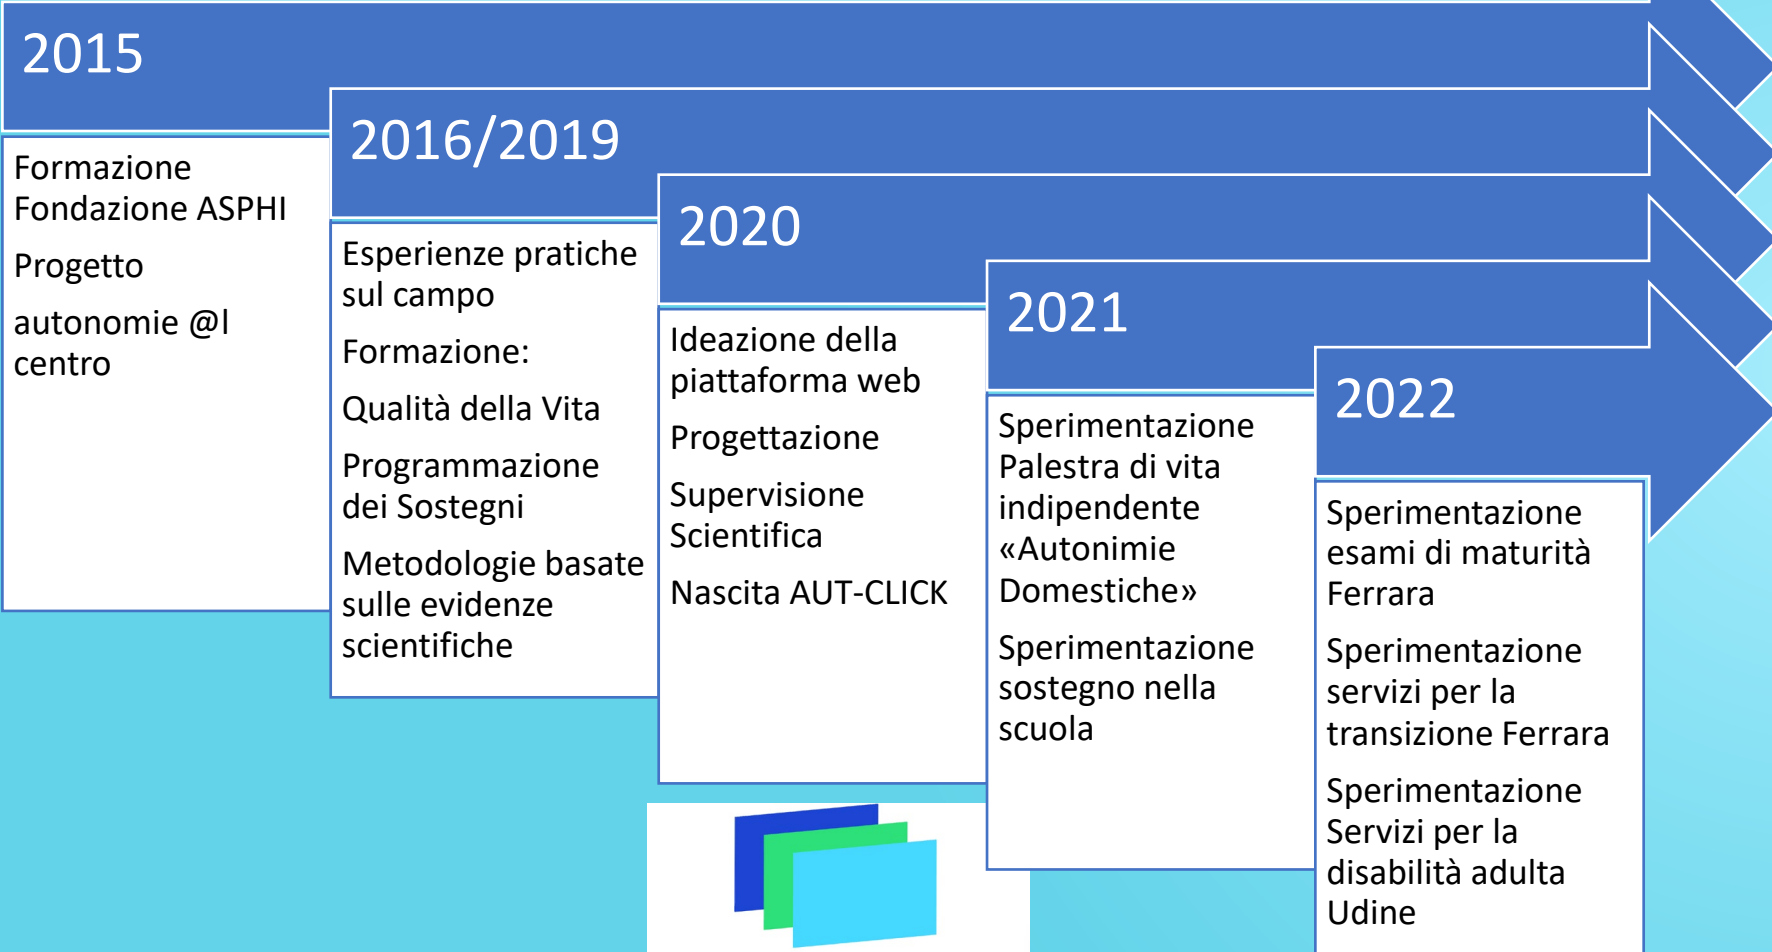 2015
Formazione
Fondazione ASPHI
Progetto
autonomie @l
centro
2016/2019
Esperienze pratiche
sul campo
Formazione:
Qualità della Vita
Programmazione
dei Sostegni
Metodologie basate
sulle evidenze
scientifiche
2020
Ideazione della
piattaforma web
Progettazione
Supervisione
Scientifica
Nascita AUT-CLICK
2021
Sperimentazione
Palestra di vita
indipendente
«Autonimie
Domestiche»
Sperimentazione
sostegno nella
scuola
2022
Sperimentazione
esami di maturità
Ferrara
Sperimentazione
servizi per la
transizione Ferrara
Sperimentazione
Servizi per la
disabilità adulta
Udine